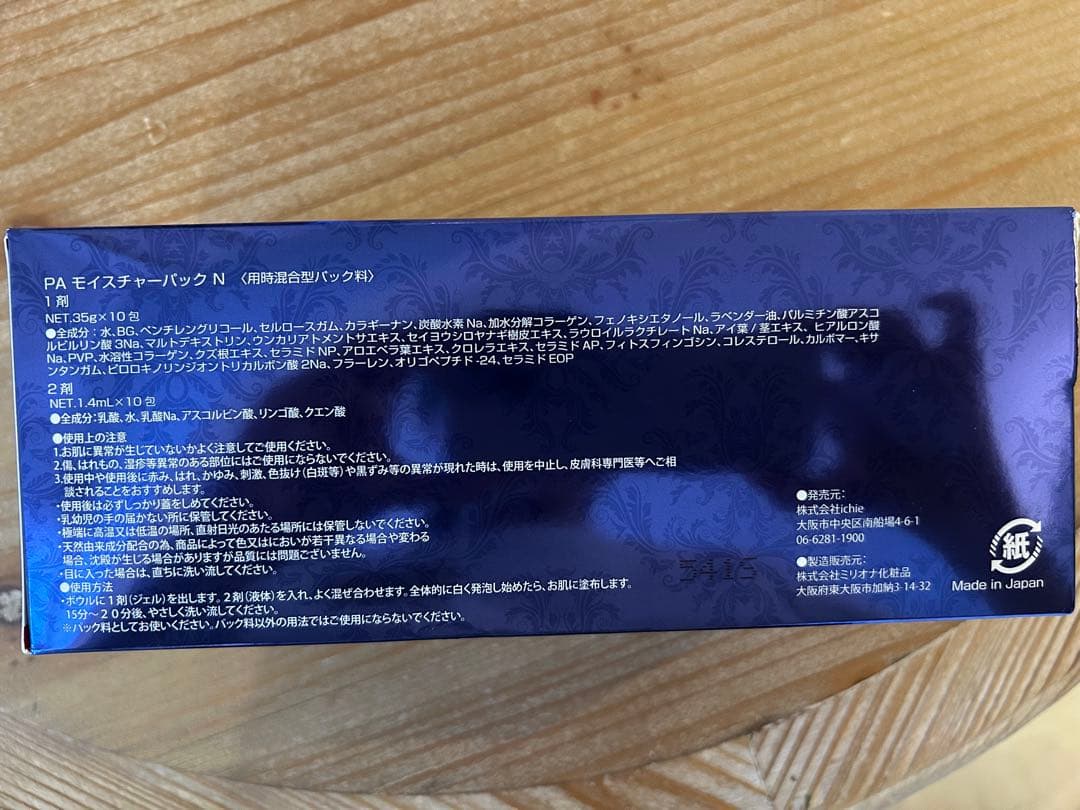 PA モイスチャーパック N 〈用時混合型パック料〉
1剤
NET.35g×10包
●全成分：水、BG、ペンチレングリコール、セルロースガム、カラギーナン、炭酸水素Na、加水分解コラーゲン、フェノキシエタノール、ラベンダー油、パルミチン酸アスコ
ルビルリン酸3Na、マルトデキストリン、ウンカリアトメントサエキス、セイヨウシロヤナギ樹皮エキス、ラウロイルラクチレートNa、アイ葉/茎エキス、ヒアルロン酸
Na、PVP、水溶性コラーゲン、クズ根エキス、セラミドNP、アロエベラ葉エキス、クロレラエキス、セラミドAP、フィトスフィンゴシン、コレステロール、カルボマー、キサ
ンタンガム、ピロロキノリンジオントリカルボン酸2Na、フラーレン、オリゴペプチド-24、セラミドEOP
2剤
NET.1.4mL×10包
●全成分：乳酸、水、乳酸Na、アスコルビン酸、リンゴ酸、クエン酸
●使用上の注意
1.お肌に異常が生じていないかよく注意してご使用ください。
2.傷、はれもの、湿疹等異常のある部位にはご使用にならないでください。
3.使用中や使用後に赤み、はれ、かゆみ、刺激、色抜け(白斑等)や黒ずみ等の異常が現れた時は、使用を中止し、皮膚科専門医等へご相
談されることをおすすめします。
・使用後は必ずしっかり蓋をしめてください。
・乳幼児の手の届かない所に保管してください。
・極端に高温又は低温の場所、直射日光のあたる場所には保管しないでください。
・天然由来成分配合の為、商品によって色又はにおいが若干異なる場合や変わる
場合、沈殿が生じる場合がありますが品質には問題ございません。
・目に入った場合は、直ちに洗い流してください。
●使用方法
・ボウルに1剤(ジェル)を出します。2剤(液体)を入れ、よく混ぜ合わせます。全体的に白く発泡し始めたら、お肌に塗布します。
15分〜20分後、やさしく洗い流してください。
※パック料としてお使いください。パック料以外の用法ではご使用にならないでください。
●発売元：
株式会社ichie
大阪市中央区南船場4-6-1
06-6281-1900
●製造販売元：
株式会社ミリオナ化粧品
大阪府東大阪市加納3-14-32
紙
Made in Japan